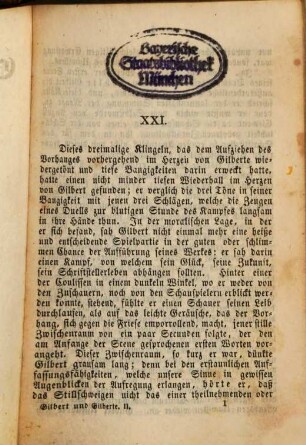 Bayerische
Staatsbibliothek
München
XXI.
Dieses dreimalige Klingeln, das dem Aufziehen des
Vorhanges vorhergehend im Herzen von Gilberte wie-
dergetönt und tiefe Bangigkeiten darin erweckt hatte,
hatte einen nicht minder tiefen Wiederhall im Herzen
von Gilbert gefunden; er verglich die drei Töne in seiner
Bangigkeit mit jenen drei Schlägen, welche die Zeugen
eines Duells zur blutigen Stunde des Kampfes langsam
in ihre Hände thun. In der moralischen Lage, in der
er sich befand, sah Gilbert nicht einmal mehr eine heiße
und entscheidende Spielpartie in der guten oder schlim-
men Chance der Aufführung seines Werkes: er sah darin
einen Kampf, von welchem sein Glück, seine Zukunft,
sein Schriftstellerleben abhängen sollten. Hinter einer
der Coulissen in einem dunkeln Winkel, wo er weder von
den Zuschauern, noch von den Schauspielern erblickt wer-
den konnte, stehend, fühlte er einen Schauer seinen Leib
durchlaufen, als auf das leichte Geräusche, das der Vor-
hang, sich gegen die Friese emporrollend, macht, jener stille
Zwischenraum von ein paar Secunden folgte, der den
am Anfange der Scene gesprochenen ersten Worten vor-
angeht. Dieser Zwischenraum, so kurz er war, dünkte
Gilbert grausam lang; denn bei den erstaunlichen Auf-
fassungsfähigkeiten, welche unsere Sinne in gewissen
Augenblicken der Aufregung erlangen, hörte er, daß
das Stillschweigen nicht das einer theilnehmenden oder
Gilbert und Gilberte. II.